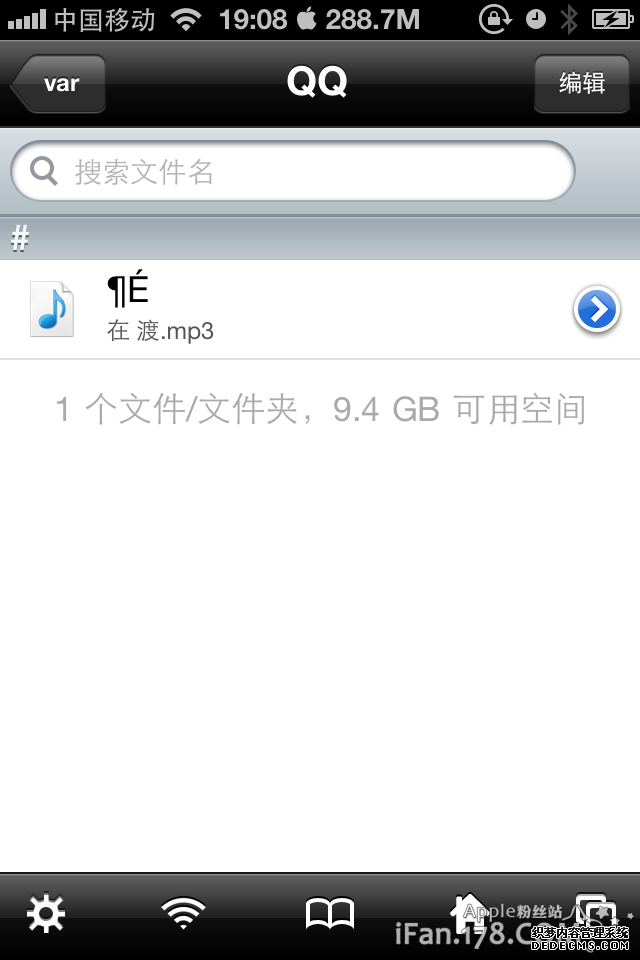 中国移动 19:08 288.7M
var QQ 编辑
搜索文件名
#
¶É
在 渡.mp3
1 个文件/文件夹，9.4 GB 可用空间
Apple粉丝站
iFan.178.CO
织梦内容管理系统
DEDECMS.COM